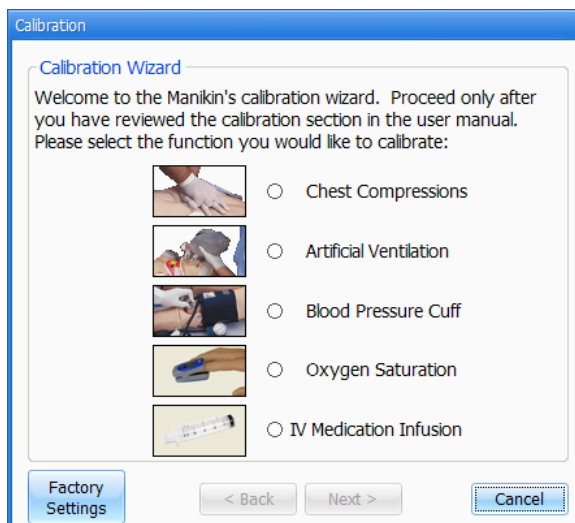 Calibration
Calibration Wizard
Welcome to the Manikin's calibration wizard.  Proceed only after
you have reviewed the calibration section in the user manual.
Please select the function you would like to calibrate:
Chest Compressions
Artificial Ventilation
Blood Pressure Cuff
Oxygen Saturation
IV Medication Infusion
Factory
Settings
< Back
Next >
Cancel